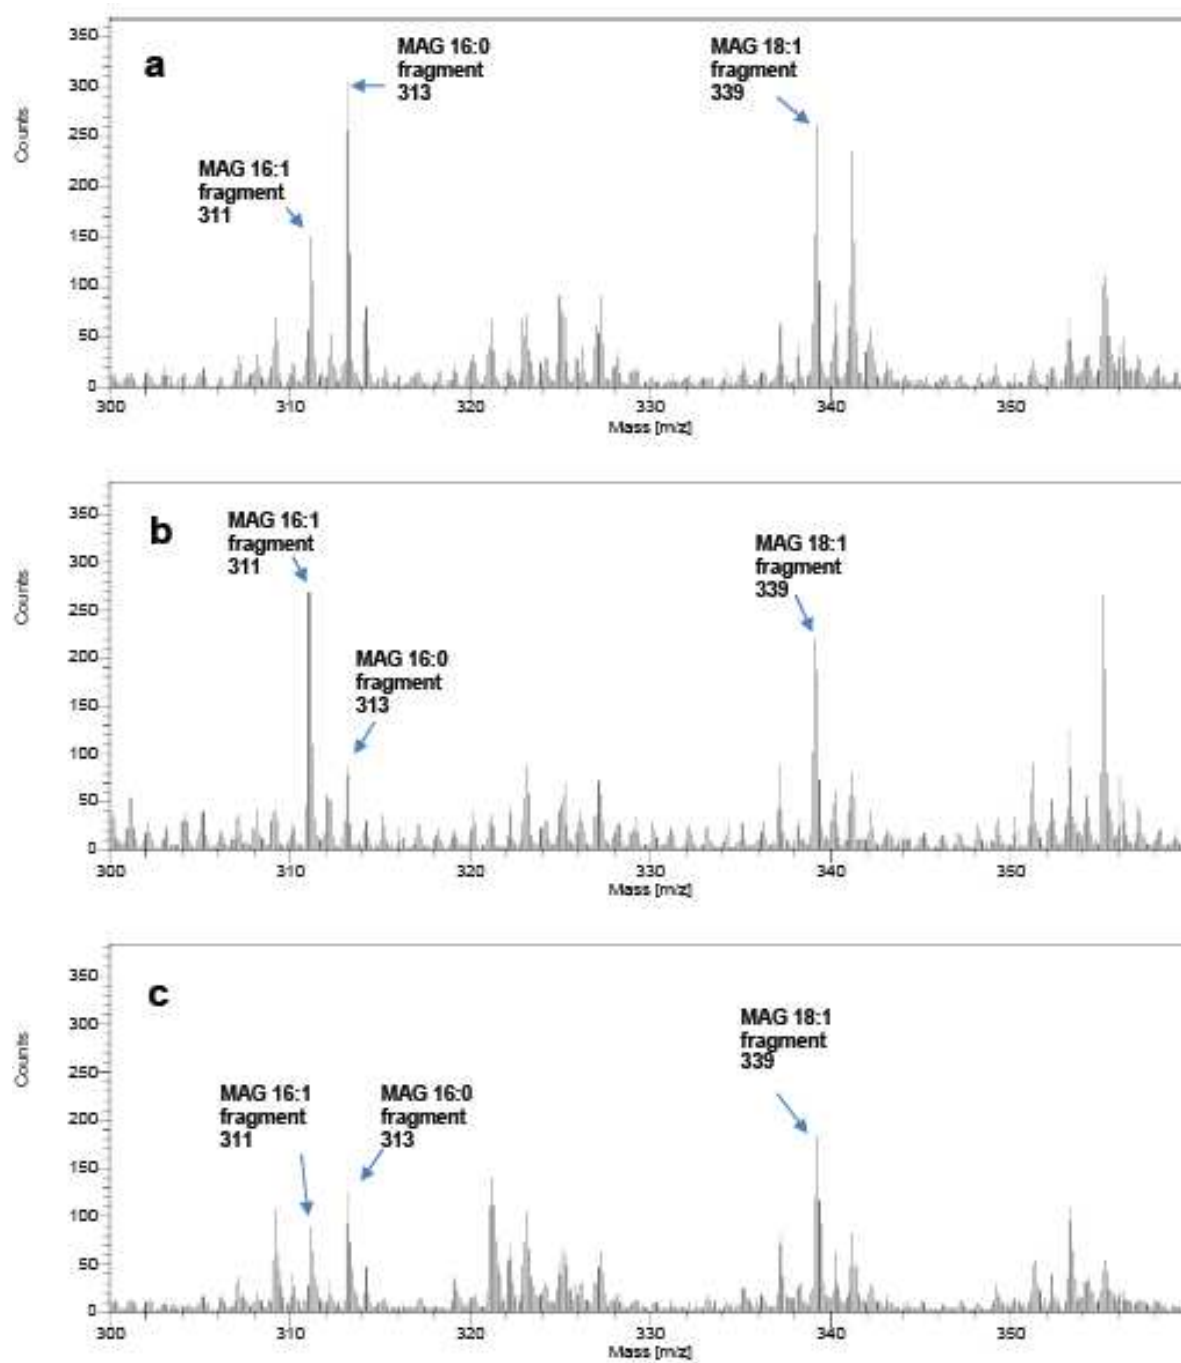 a
MAG 16:0
fragment
313
MAG 18:1
fragment
339
MAG 16:1
fragment
311
Counts
350
300
250
200
150
100
50
0
300 310 320 330 340 350
Mass [m/z]
b
MAG 16:1
fragment
311
MAG 18:1
fragment
339
MAG 16:0
fragment
313
Counts
350
300
250
200
150
100
50
0
300 310 320 330 340 350
Mass [m/z]
c
MAG 18:1
fragment
339
MAG 16:1
fragment
311
MAG 16:0
fragment
313
Counts
350
300
250
200
150
100
50
0
300 310 320 330 340 350
Mass [m/z]